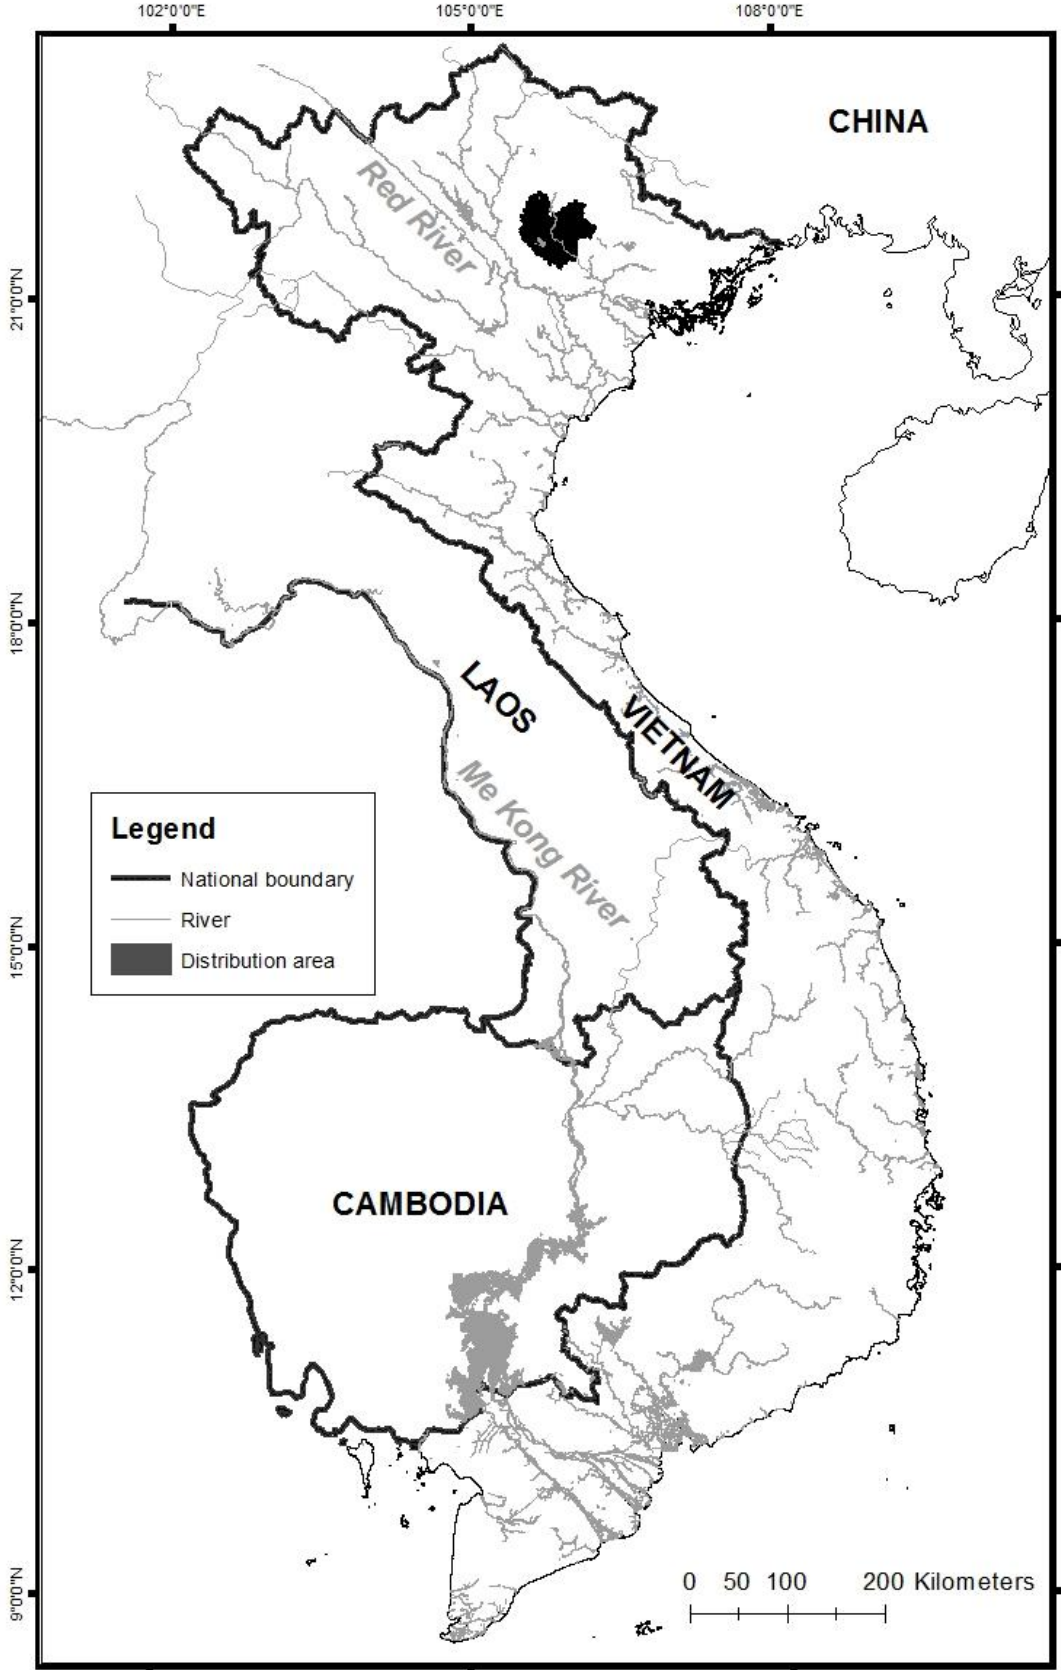 102°0'0"E
105°0'0"E
108°0'0"E
CHINA
Red River
21°0'0"N
18°0'0"N
LAOS
VIETNAM
Me Kong River
Legend
National boundary
River
Distribution area
15°0'0"N
CAMBODIA
12°0'0"N
9°0'0"N
0 50 100 200 Kilometers